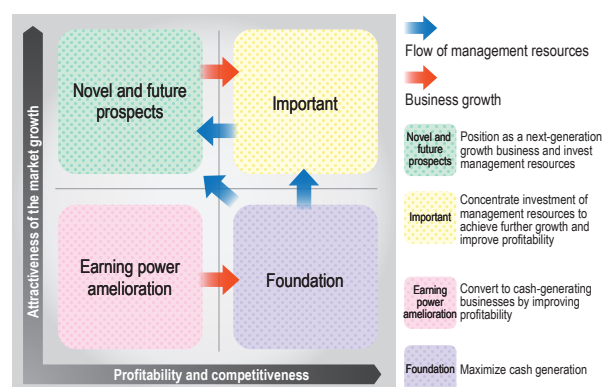 Attractiveness of the market growth
Novel and future
prospects
Important
Earning power
amelioration
Foundation
Profitability and competitiveness
Flow of management resources
Business growth
Novel and
future
prospects
Position as a next-generation
growth business and invest
management resources
Important
Concentrate investment of
management resources to
achieve further growth and
improve profitability
Earning
power
amelioration
Convert to cash-generating
businesses by improving
profitability
Foundation
Maximize cash generation